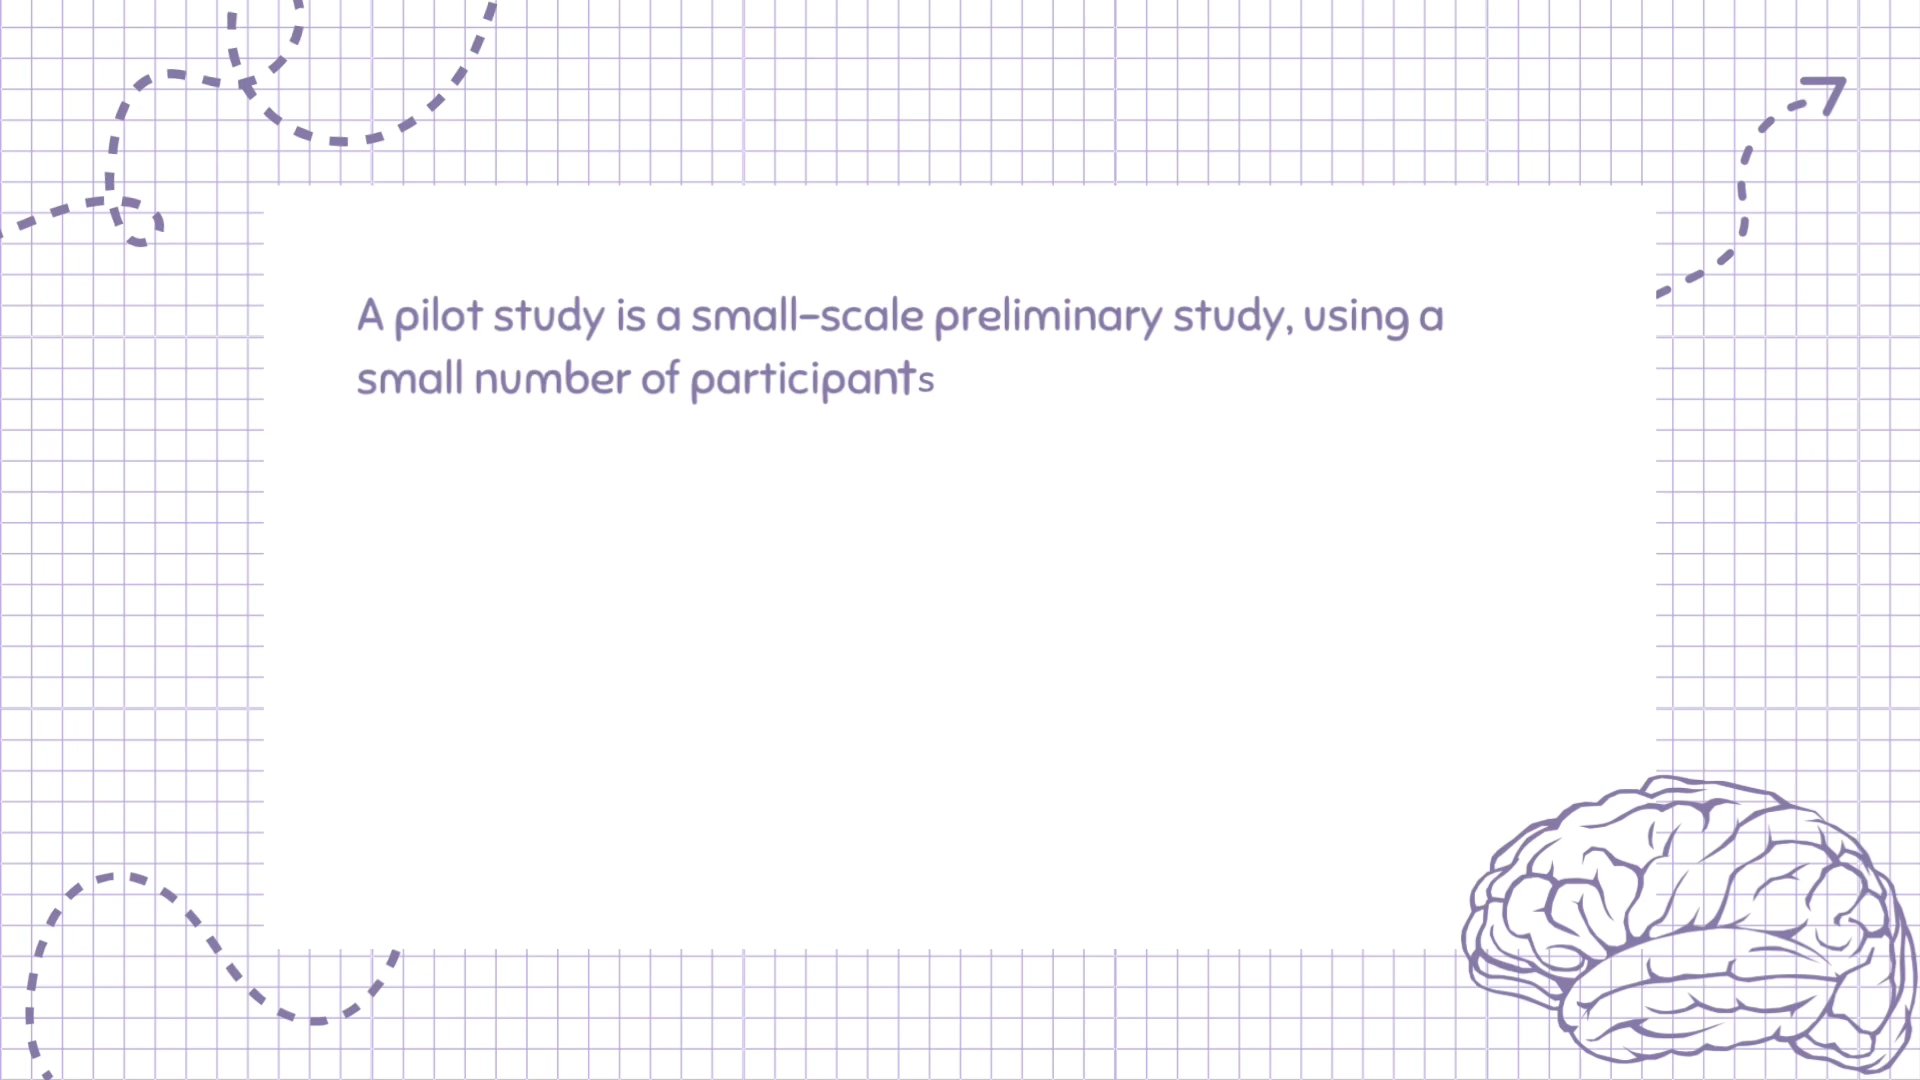 A pilot study is a small-scale preliminary study, using a
small number of participants